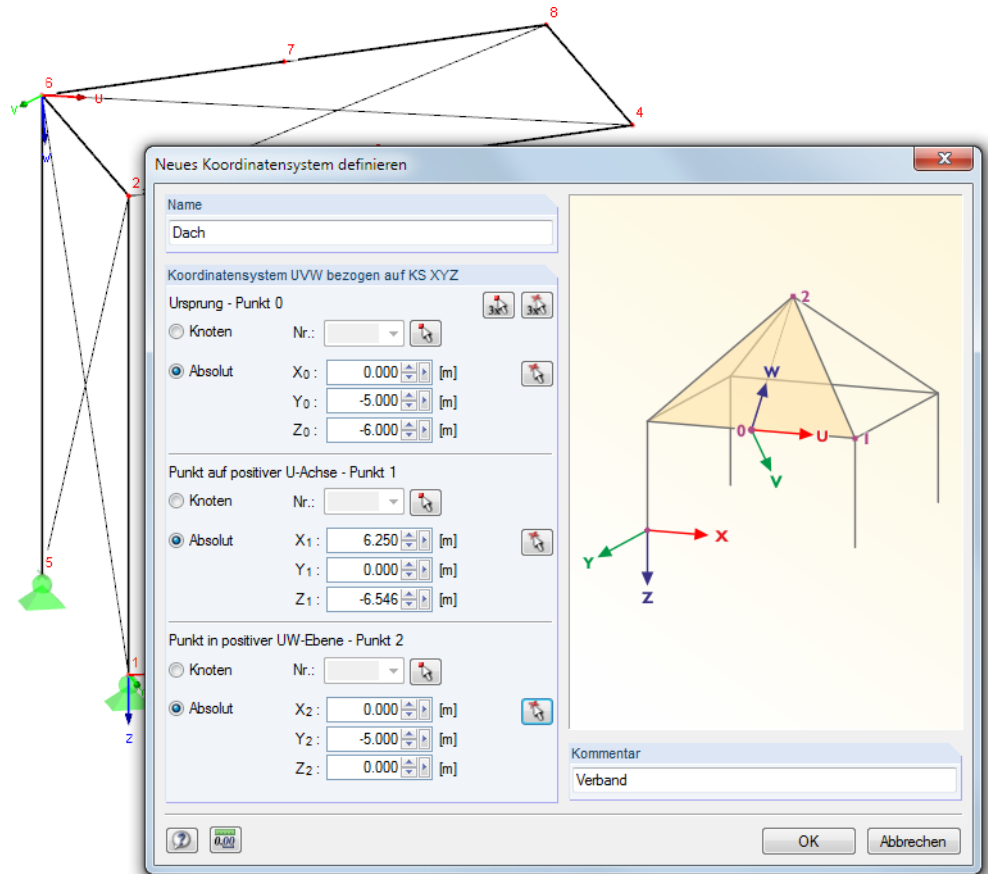 8
7
6
U
V
W
4
2
5
1
Z
Neues Koordinatensystem definieren
Name
Dach
Koordinatensystem UVW bezogen auf KS XYZ
Ursprung - Punkt 0
3x
3x
Knoten Nr.:
Absolut X0 : 0.000 [m]
Y0 : -5.000 [m]
Z0 : -6.000 [m]
Punkt auf positiver U-Achse - Punkt 1
Knoten Nr.:
Absolut X1 : 6.250 [m]
Y1 : 0.000 [m]
Z1 : -6.546 [m]
Punkt in positiver UW-Ebene - Punkt 2
Knoten Nr.:
Absolut X2 : 0.000 [m]
Y2 : -5.000 [m]
Z2 : 0.000 [m]
2
W
0
U
1
V
X
Y
Z
Kommentar
Verband
?
0.00
OK
Abbrechen